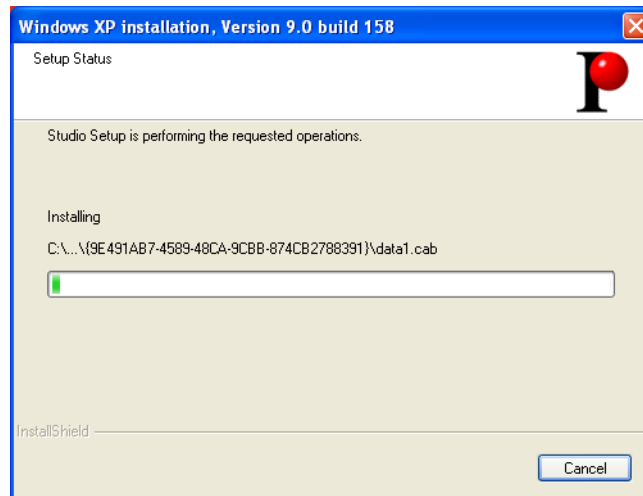 Windows XP installation, Version 9.0 build 158
Setup Status
Studio Setup is performing the requested operations.
Installing
C:\...\{9E491AB7-4589-48CA-9CBB-874CB2788391}\data1.cab
InstallShield
Cancel